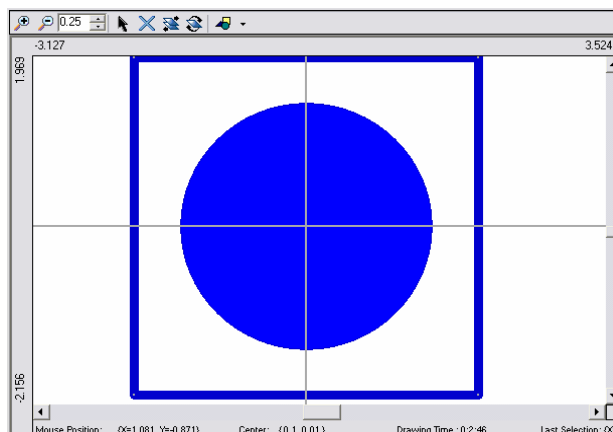 0.25
-3.127 3.524
1.969
-2.156
Mouse Position: {X=1.081, Y=-0.871} Center: {0.1, 0.01} Drawing Time : 0:2:46 Last Selection: {X